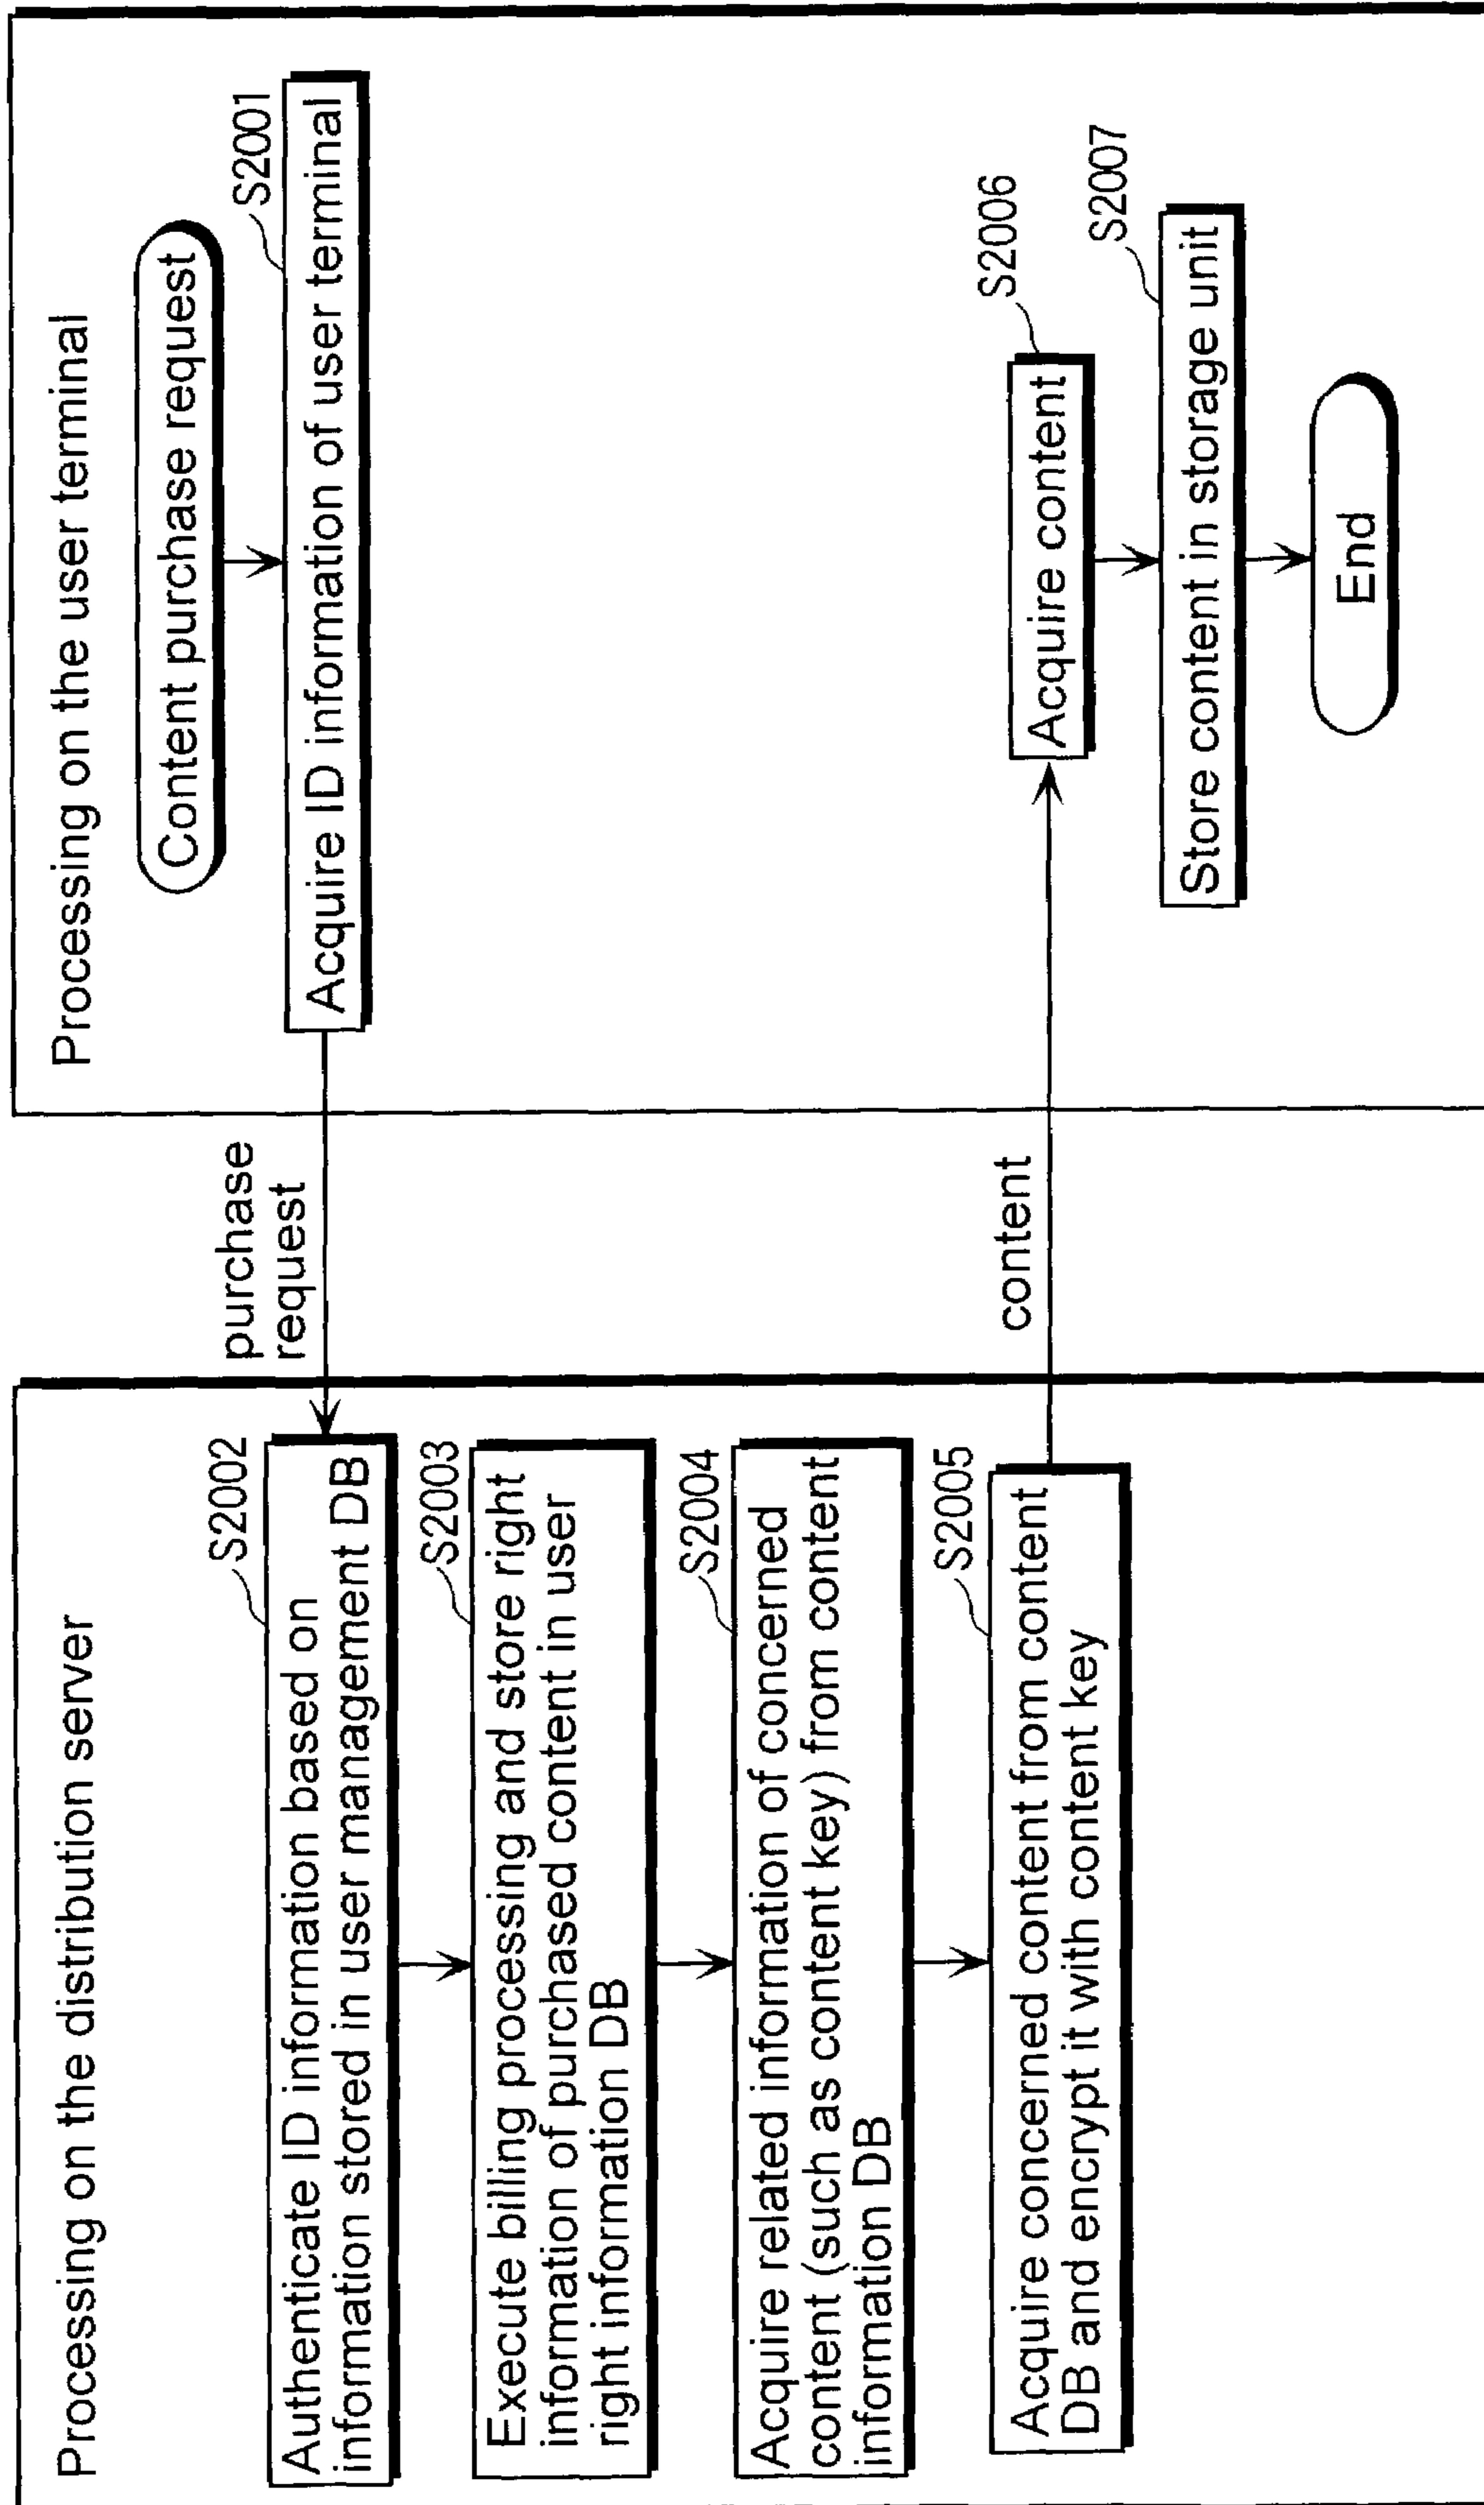 Processing on the distribution server
S2002
Authenticate ID information based on
information stored in user management DB
S2003
Execute billing processing and store right
information of purchased content in user
right information DB
S2004
Acquire related information of concerned
content (such as content key) from content
information DB
S2005
Acquire concerned content from content
DB and encrypt it with content key
purchase
request
content
Processing on the user terminal
Content purchase request
S2001
Acquire ID information of user terminal
S2006
Acquire content
S2007
Store content in storage unit
End